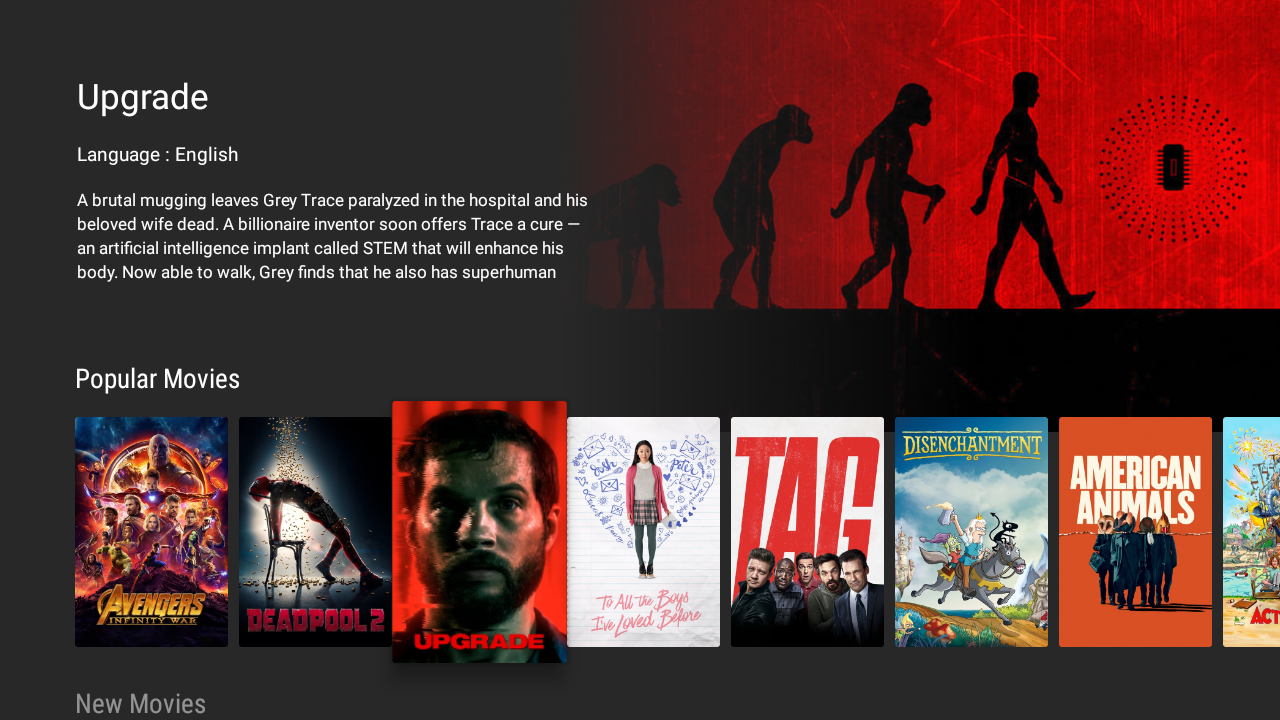 Upgrade
Language : English
A brutal mugging leaves Grey Trace paralyzed in the hospital and his
beloved wife dead. A billionaire inventor soon offers Trace a cure —
an artificial intelligence implant called STEM that will enhance his
body. Now able to walk, Grey finds that he also has superhuman
Popular Movies
AVENGERS
INFINITY WAR
DEADPOOL 2
UPGRADE
To All the Boys
I've Loved Before
TAG
DISENCHANTMENT
AMERICAN
ANIMALS
ACT
New Movies